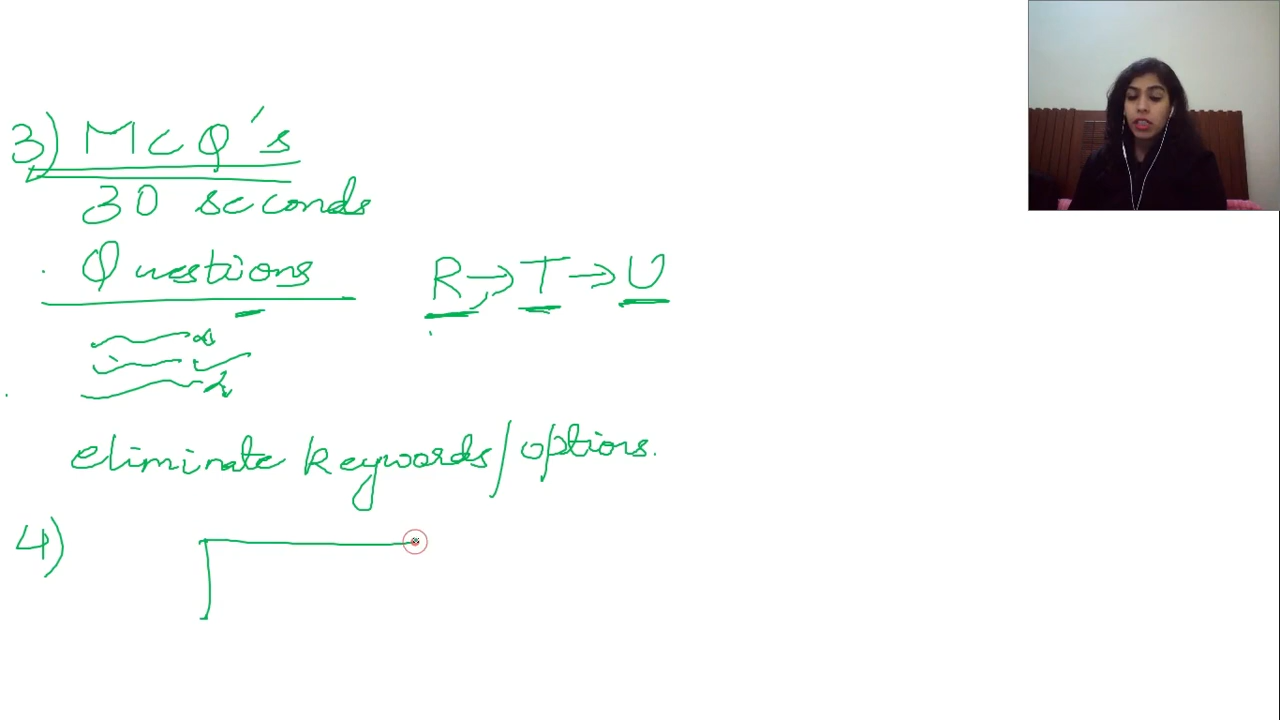 3) MCQ's
30 seconds
Questions
R → T → U
eliminate keywords/options.
4)